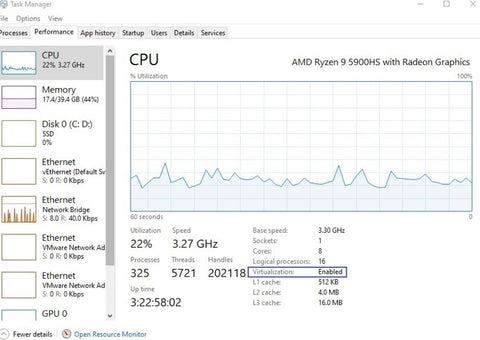 Task Manager
File Options View
Processes Performance App history Startup Users Details Services
CPU
22% 3.27 GHz
Memory
17.4/39.4 GB (44%)
Disk 0 (C: D:)
SSD
0%
Ethernet
vEthernet (Default Sw
S: 0 R: 0 Kbps
Ethernet
Network Bridge
S: 8.0 R: 40.0 Kbps
Ethernet
VMware Network Ad
S: 0 R: 0 Kbps
Ethernet
VMware Network Ad
S: 0 R: 0 Kbps
GPU 0
CPU
AMD Ryzen 9 5900HS with Radeon Graphics
% Utilization 100%
60 seconds 0
Utilization Speed
22% 3.27 GHz
Processes Threads Handles
325 5721 202118
Up time
3:22:58:02
Base speed: 3.30 GHz
Sockets: 1
Cores: 8
Logical processors: 16
Virtualization: Enabled
L1 cache: 512 KB
L2 cache: 4.0 MB
L3 cache: 16.0 MB
Fewer details Open Resource Monitor